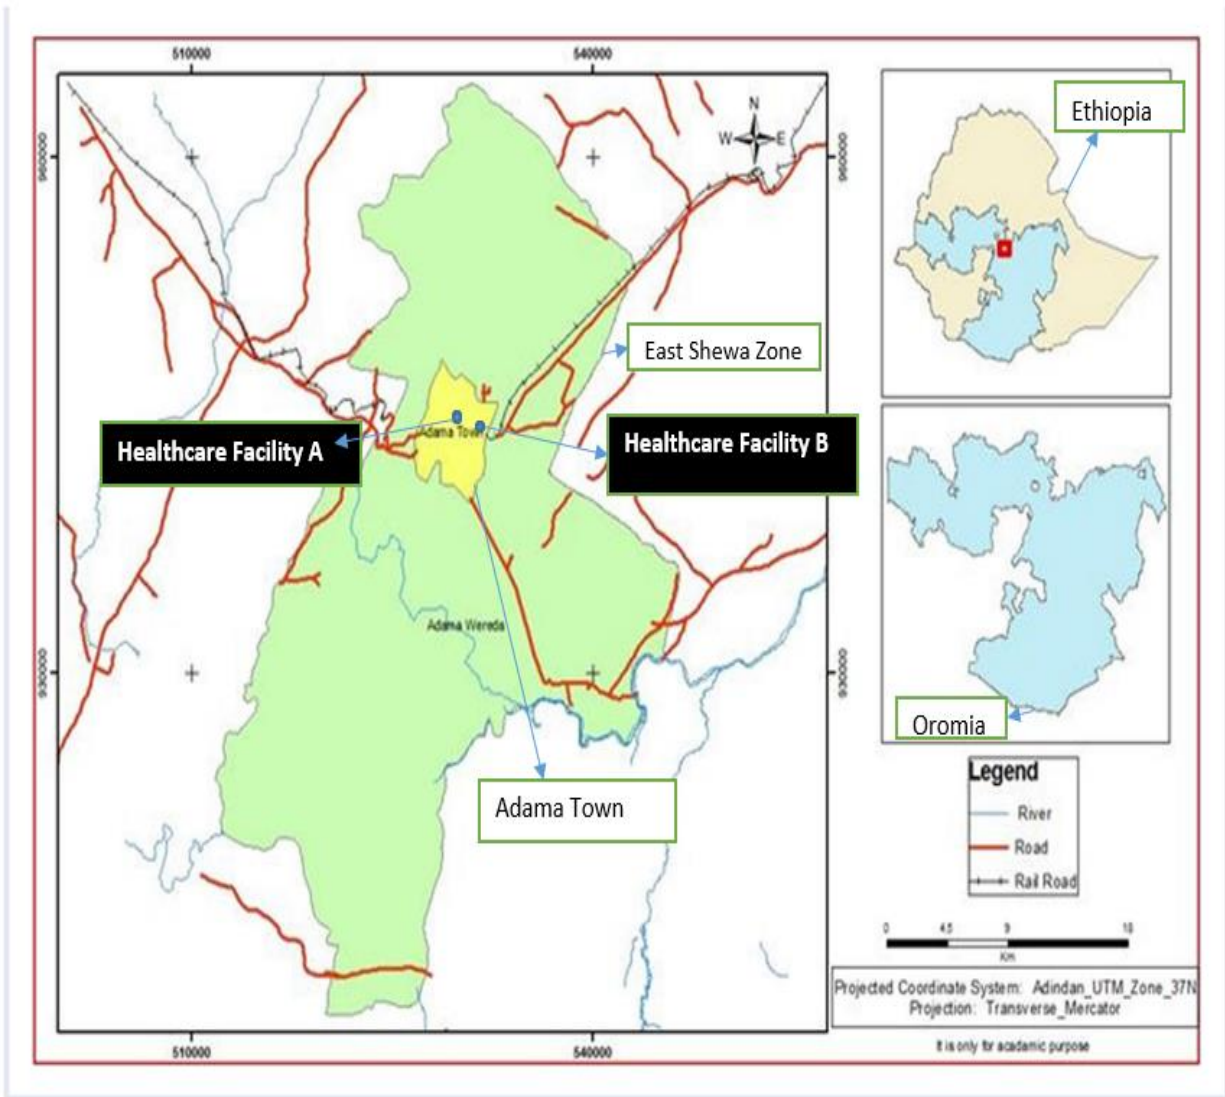 510000
540000
N
W E
S
960000
960000
Ethiopia
East Shewa Zone
Healthcare Facility A
Adama Town
Healthcare Facility B
Adama Wereda
930000
930000
Oromia
Adama Town
Legend
River
Road
Rail Road
0 4.5 9 18
Km
Projected Coordinate System: Adindan_UTM_Zone_37N
Projection: Transverse_Mercator
It is only for acadamic purpose
510000
540000